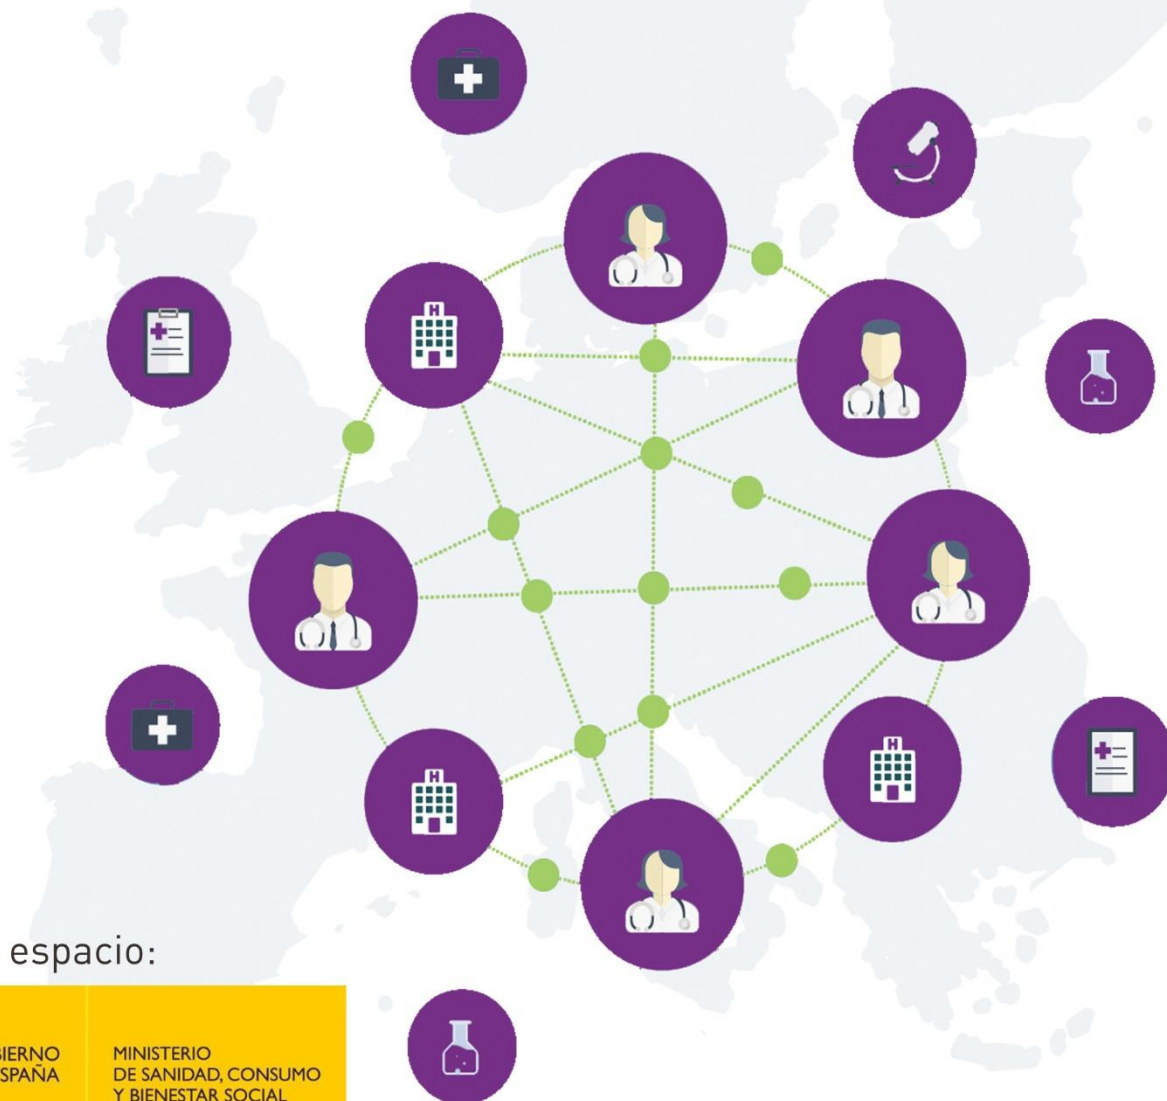 H
H
H
espacio:
BIERNO
SPAÑA
MINISTERIO
DE SANIDAD, CONSUMO
Y BIENESTAR SOCIAL